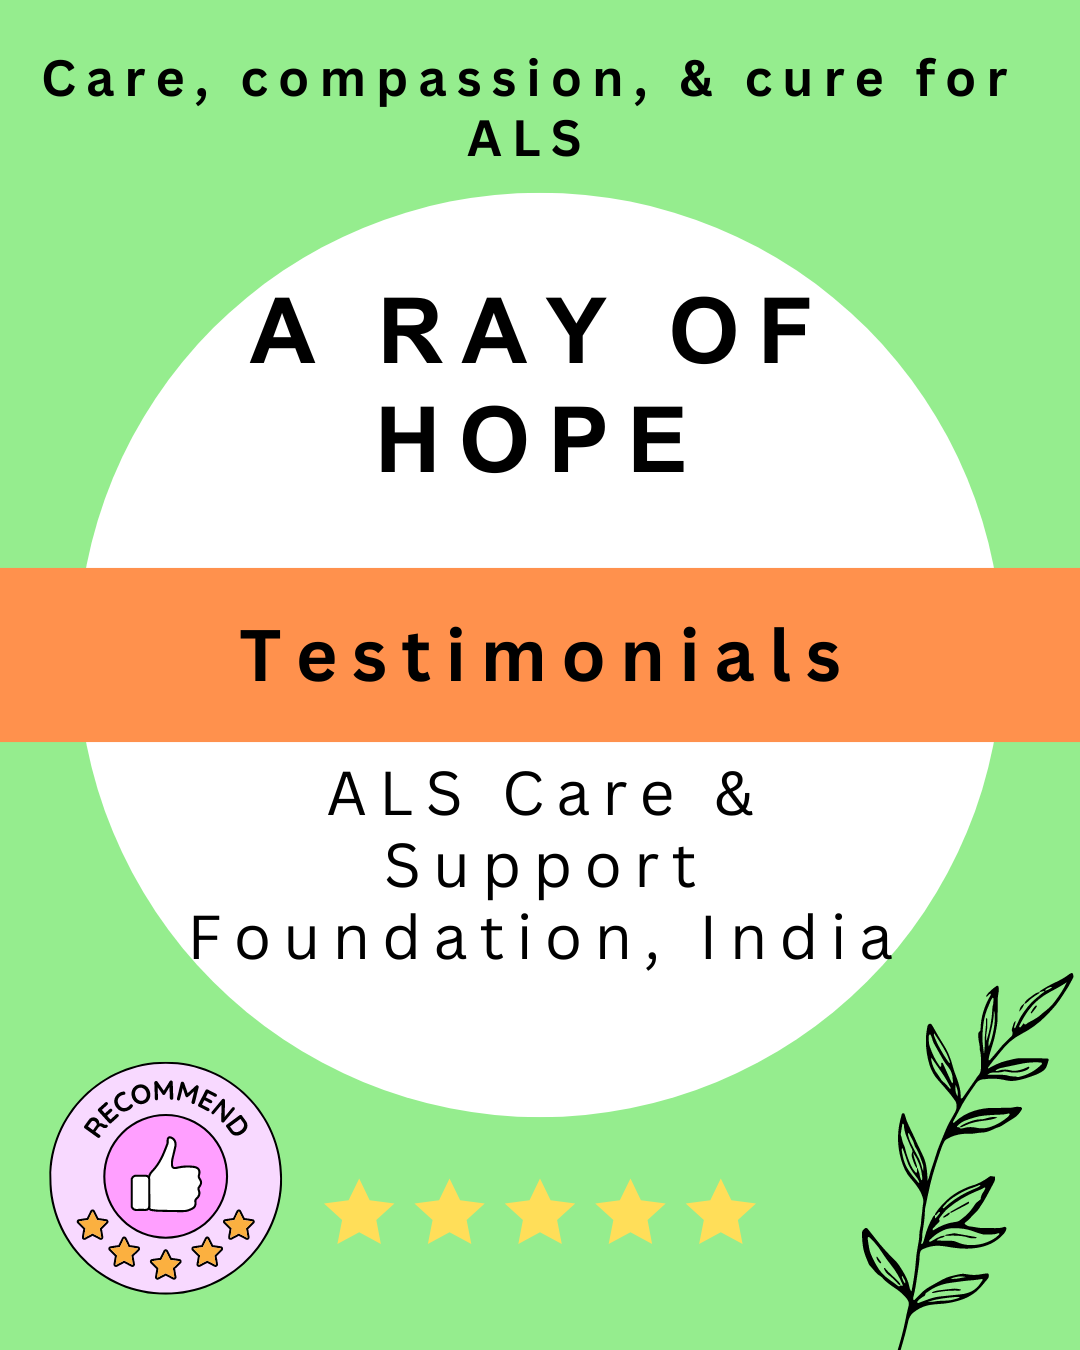 Care, compassion, & cure for
ALS
A RAY OF
HOPE
Testimonials
ALS Care &
Support
Foundation, India
RECOMMEND